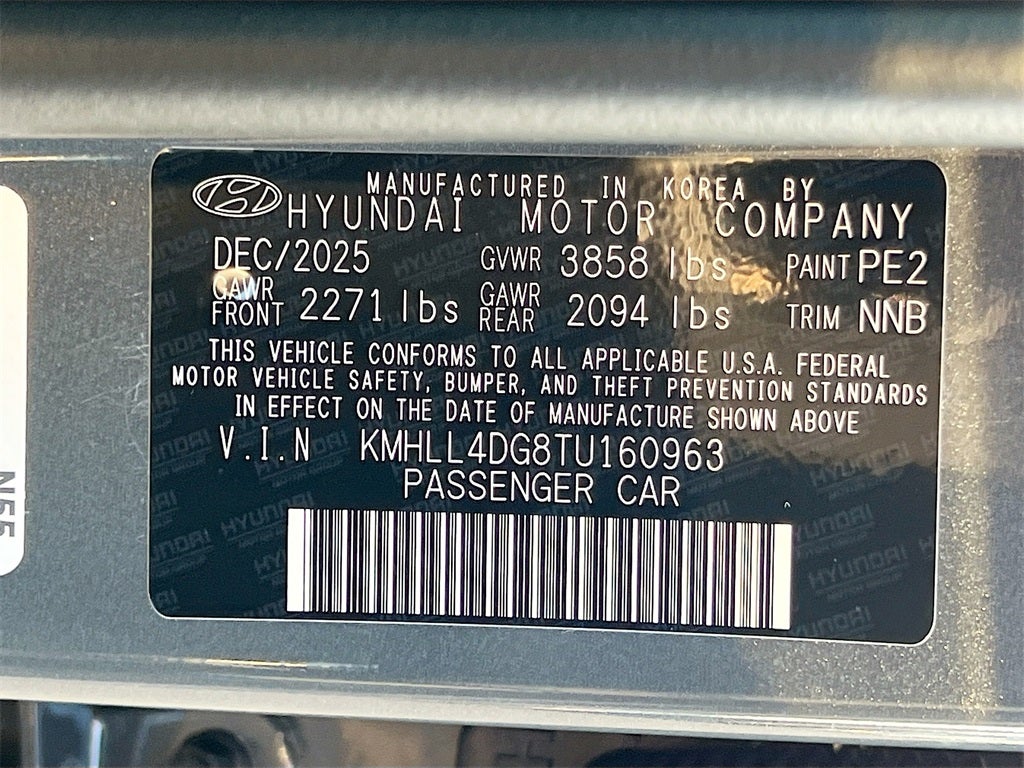 MANUFACTURED IN KOREA BY
HYUNDAI MOTOR COMPANY
DEC/2025 GVWR 3858 lbs PAINT PE2
GAWR FRONT 2271 lbs GAWR REAR 2094 lbs TRIM NNB
THIS VEHICLE CONFORMS TO ALL APPLICABLE U.S.A. FEDERAL
MOTOR VEHICLE SAFETY, BUMPER, AND THEFT PREVENTION STANDARDS
IN EFFECT ON THE DATE OF MANUFACTURE SHOWN ABOVE
V.I.N KMHLL4DG8TU160963
PASSENGER CAR
N55